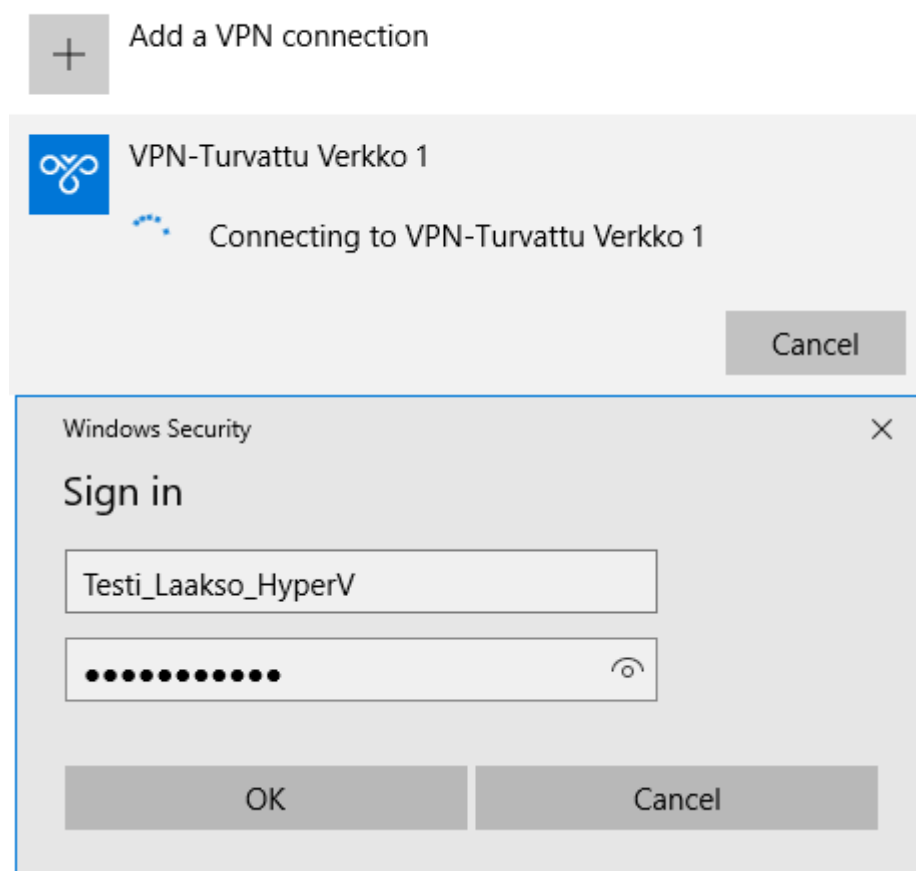 Add a VPN connection
VPN-Turvattu Verkko 1
Connecting to VPN-Turvattu Verkko 1
Cancel
Windows Security
Sign in
Testi_Laakso_HyperV
●●●●●●●●●●●
OK
Cancel